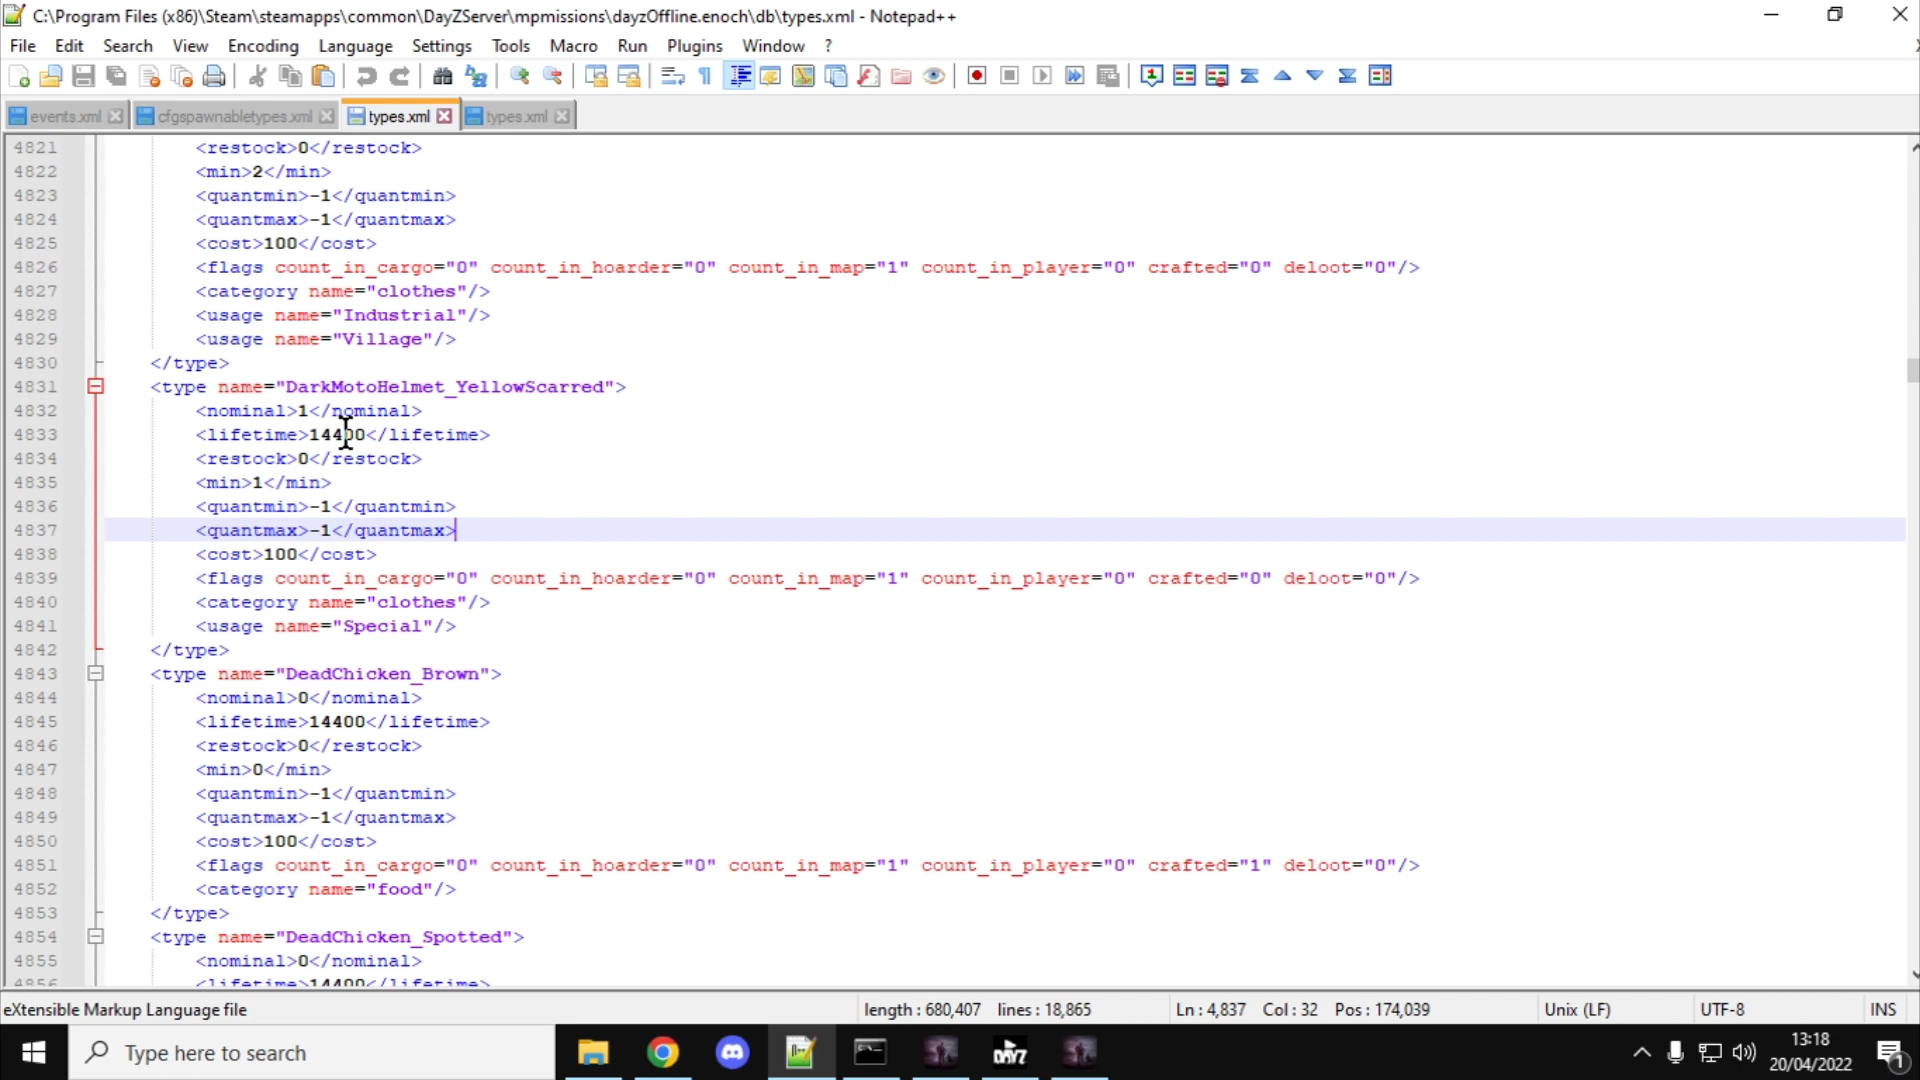 C:\Program Files (x86)\Steam\steamapps\common\DayZServer\mpmissions\dayzOffline.enoch\db\types.xml - Notepad++
File Edit Search View Encoding Language Settings Tools Macro Run Plugins Window ?
events.xml cfgspawnabletypes.xml types.xml types.xml
4821 <restock>0</restock>
4822 <min>2</min>
4823 <quantmin>-1</quantmin>
4824 <quantmax>-1</quantmax>
4825 <cost>100</cost>
4826 <flags count_in_cargo="0" count_in_hoarder="0" count_in_map="1" count_in_player="0" crafted="0" deloot="0"/>
4827 <category name="clothes"/>
4828 <usage name="Industrial"/>
4829 <usage name="Village"/>
4830 </type>
4831 <type name="DarkMotoHelmet_YellowScarred">
4832 <nominal>1</nominal>
4833 <lifetime>14400</lifetime>
4834 <restock>0</restock>
4835 <min>1</min>
4836 <quantmin>-1</quantmin>
4837 <quantmax>-1</quantmax>
4838 <cost>100</cost>
4839 <flags count_in_cargo="0" count_in_hoarder="0" count_in_map="1" count_in_player="0" crafted="0" deloot="0"/>
4840 <category name="clothes"/>
4841 <usage name="Special"/>
4842 </type>
4843 <type name="DeadChicken_Brown">
4844 <nominal>0</nominal>
4845 <lifetime>14400</lifetime>
4846 <restock>0</restock>
4847 <min>0</min>
4848 <quantmin>-1</quantmin>
4849 <quantmax>-1</quantmax>
4850 <cost>100</cost>
4851 <flags count_in_cargo="0" count_in_hoarder="0" count_in_map="1" count_in_player="0" crafted="1" deloot="0"/>
4852 <category name="food"/>
4853 </type>
4854 <type name="DeadChicken_Spotted">
4855 <nominal>0</nominal>
4856 <lifetime>14400</lifetime>
eXtensible Markup Language file length : 680,407 lines : 18,865 Ln : 4,837 Col : 32 Pos : 174,039 Unix (LF) UTF-8 INS
Type here to search
DAYZ
13:18
20/04/2022
1